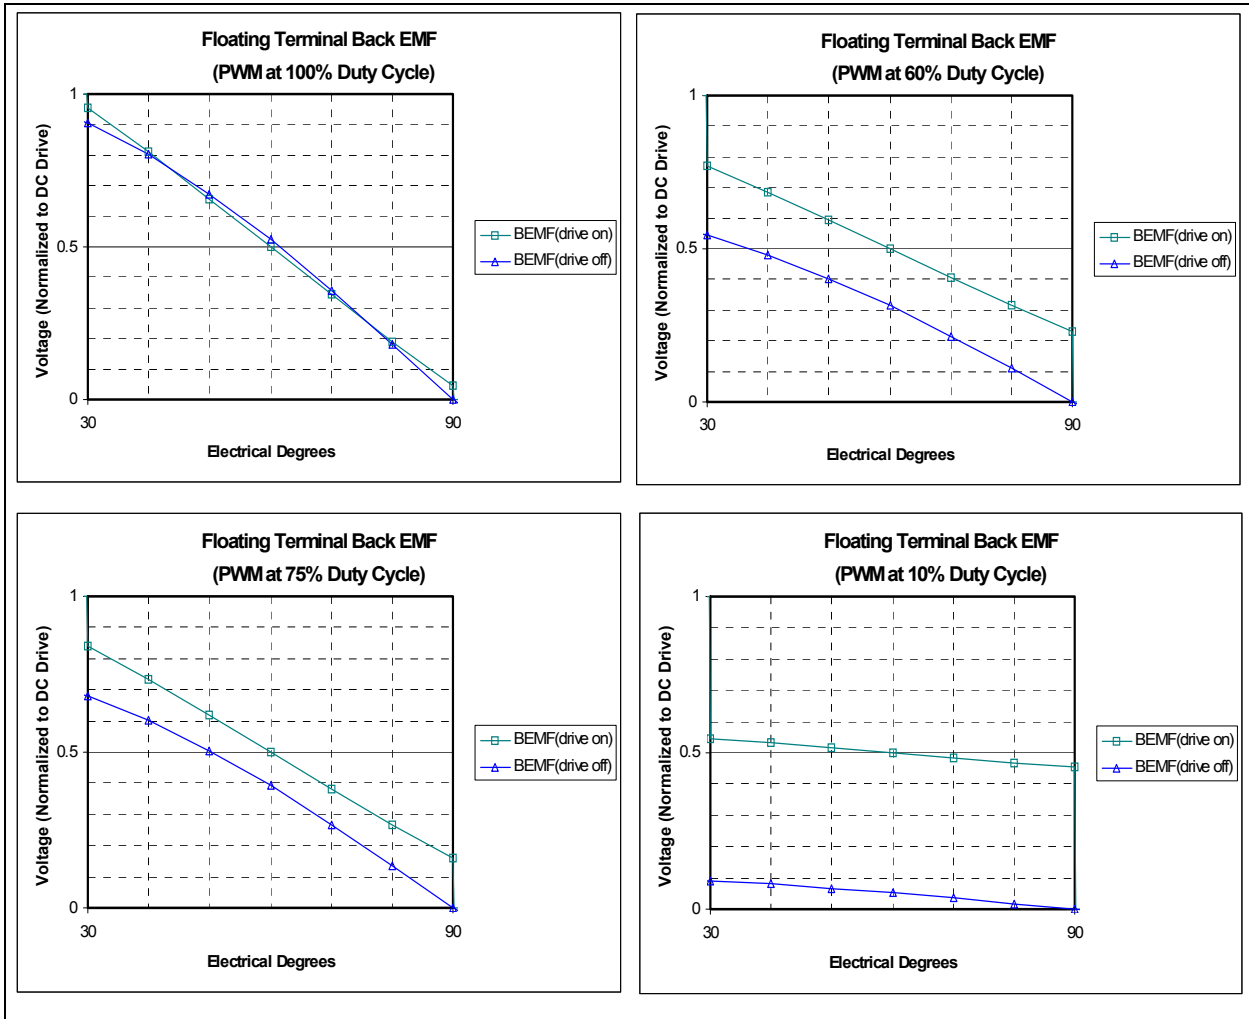 Floating Terminal Back EMF
(PWM at 100% Duty Cycle)
Voltage (Normalized to DC Drive)
1
0.5
0
30
90
Electrical Degrees
BEMF(drive on)
BEMF(drive off)
Floating Terminal Back EMF
(PWM at 60% Duty Cycle)
Voltage (Normalized to DC Drive)
1
0.5
0
30
90
Electrical Degrees
BEMF(drive on)
BEMF(drive off)
Floating Terminal Back EMF
(PWM at 75% Duty Cycle)
Voltage (Normalized to DC Drive)
1
0.5
0
30
90
Electrical Degrees
BEMF(drive on)
BEMF(drive off)
Floating Terminal Back EMF
(PWM at 10% Duty Cycle)
Voltage (Normalized to DC Drive)
1
0.5
0
30
90
Electrical Degrees
BEMF(drive on)
BEMF(drive off)